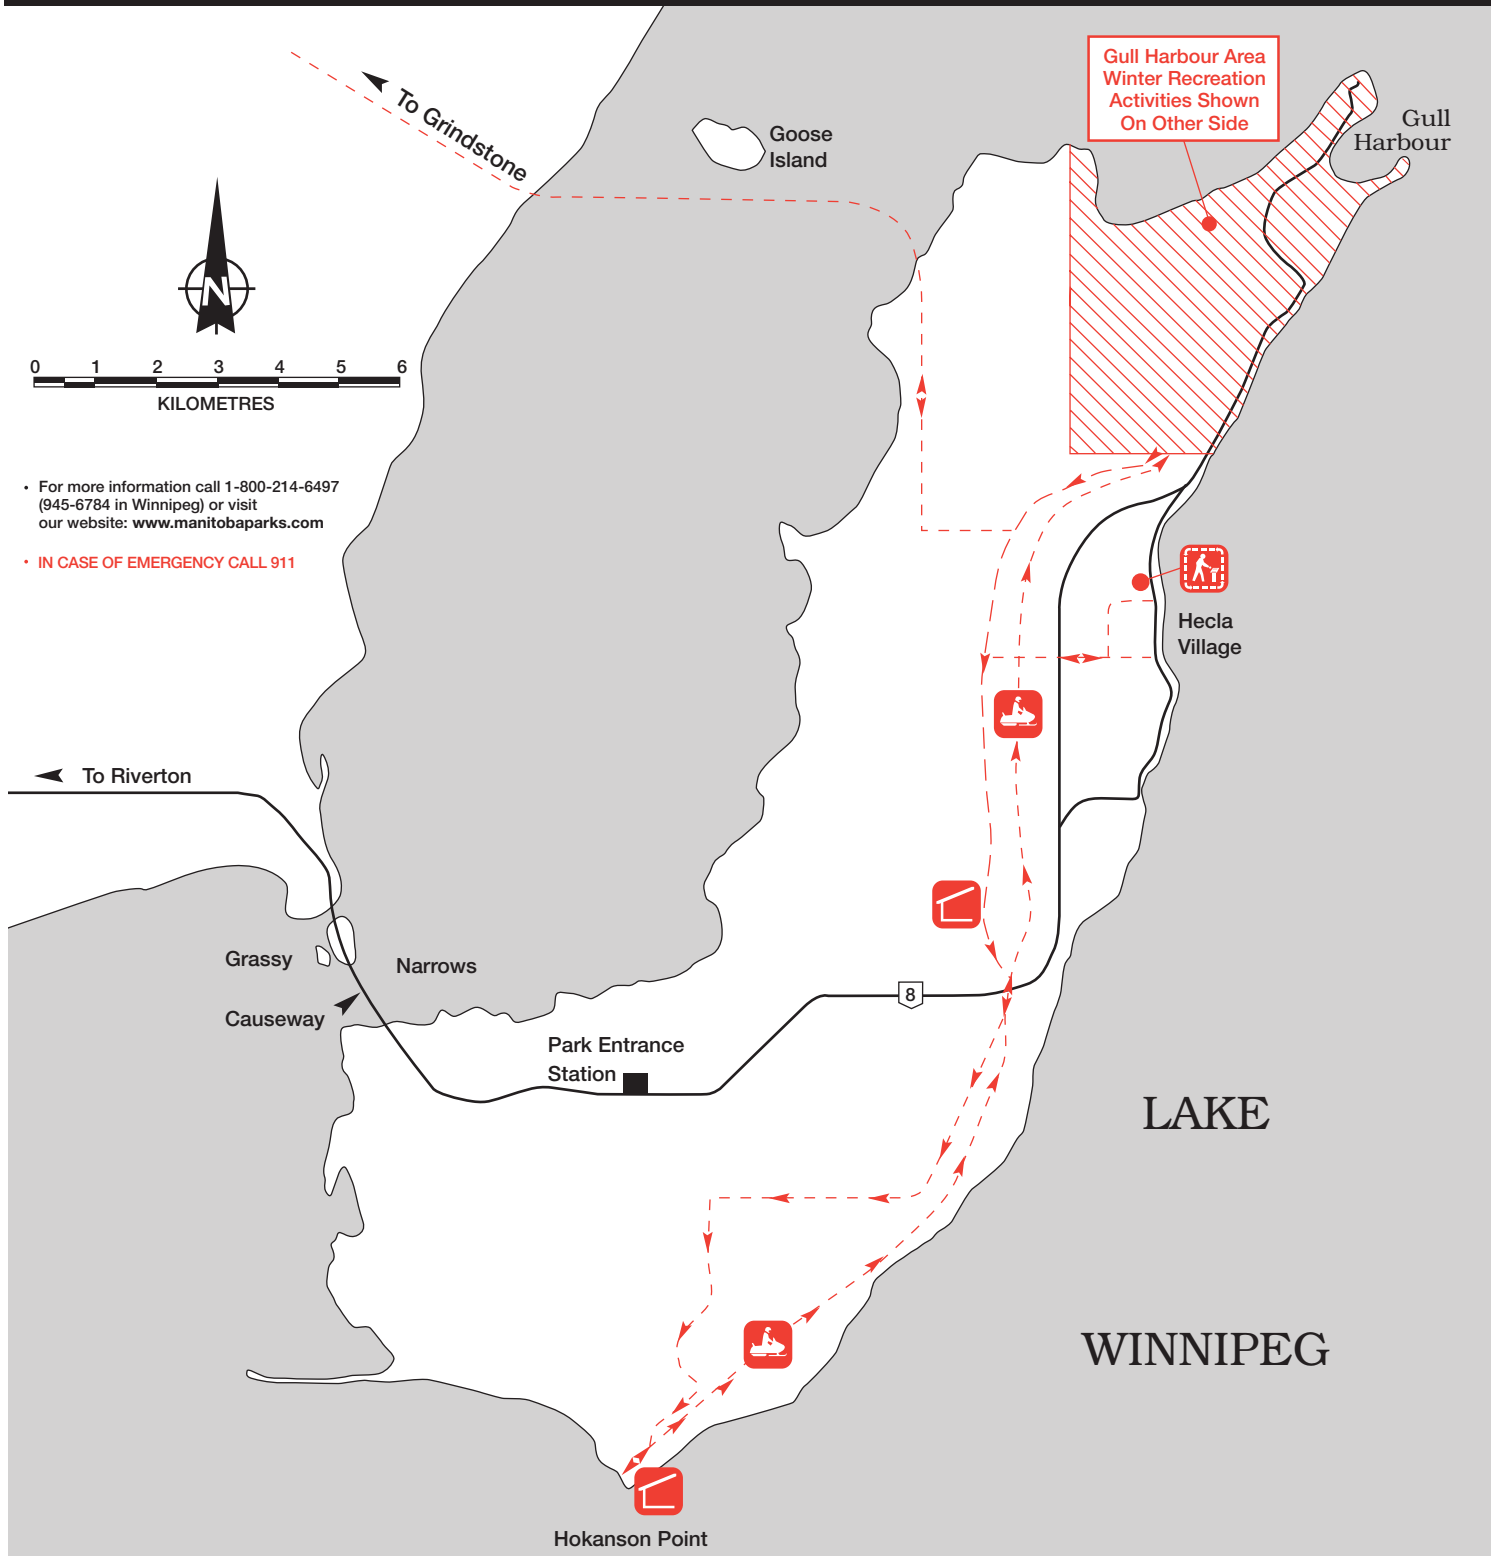 Gull Harbour Area
Winter Recreation
Activities Shown
On Other Side
Gull
Harbour
To Grindstone
Goose
Island
N
0 1 2 3 4 5 6
KILOMETRES
• For more information call 1-800-214-6497
(945-6784 in Winnipeg) or visit
our website: www.manitobaparks.com
• IN CASE OF EMERGENCY CALL 911
Hecla
Village
To Riverton
Grassy
Narrows
Causeway
8
Park Entrance
Station
LAKE
WINNIPEG
Hokanson Point